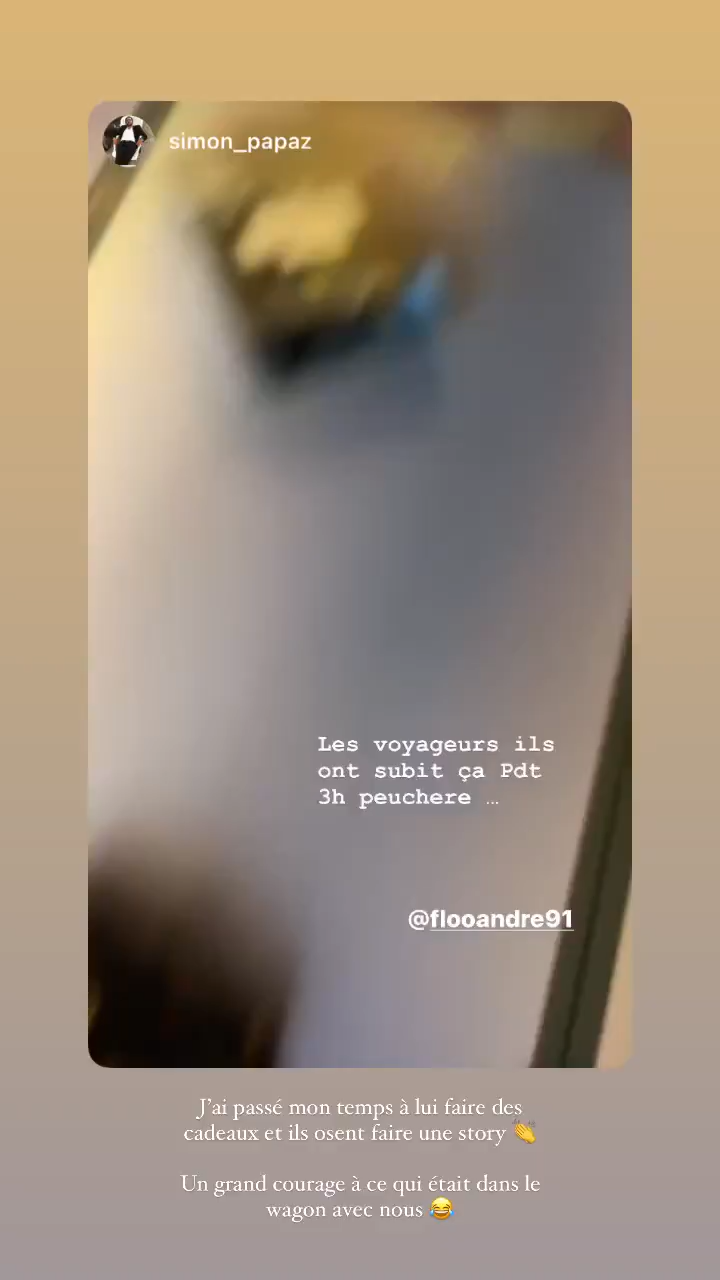 simon_papaz
Les voyageurs ils
ont subit ça Pdt
3h peuchere …
@flooandre91
J’ai passé mon temps à lui faire des
cadeaux et ils osent faire une story 👏
Un grand courage à ce qui était dans le
wagon avec nous 😂